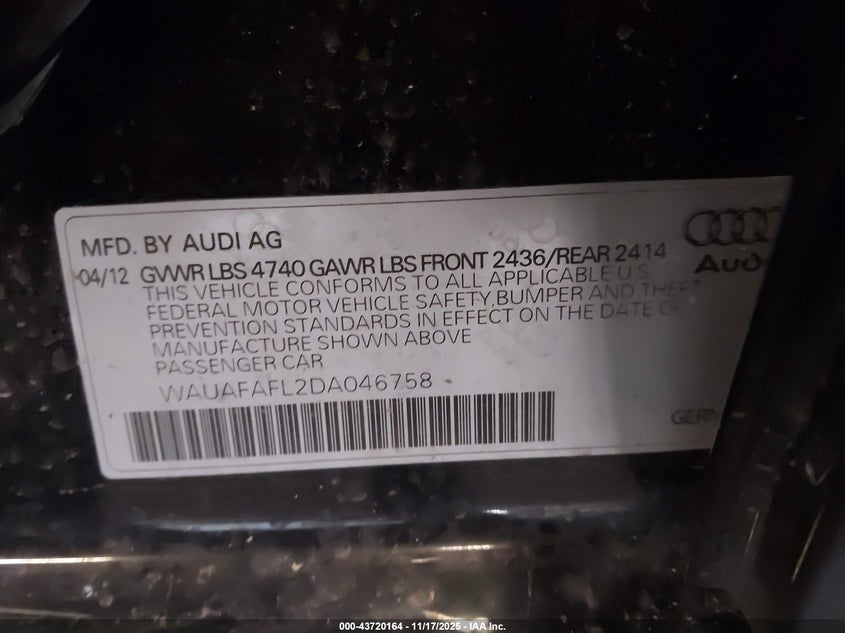 MFD. BY AUDI AG
04/12 GVWR LBS 4740 GAWR LBS FRONT 2436/REAR 2414
THIS VEHICLE CONFORMS TO ALL APPLICABLE U.S.
FEDERAL MOTOR VEHICLE SAFETY, BUMPER AND THEFT
PREVENTION STANDARDS IN EFFECT ON THE DATE OF
MANUFACTURE SHOWN ABOVE
PASSENGER CAR
WAUAFAFL2DA046758
Aud
GERM
000-43720164 - 11/17/2025 - IAA Inc.